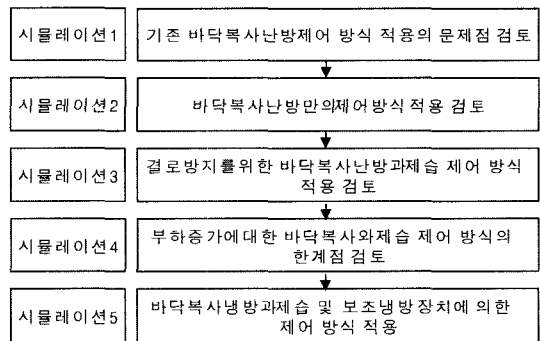 시뮬레이션1
기존 바닥복사난방제어 방식 적용의 문제점 검토
시뮬레이션2
바닥복사난방만의제어방식 적용 검토
시뮬레이션3
결로방지를위한 바닥복사난방과제습 제어 방식
적용 검토
시뮬레이션4
부하증가에대한 바닥복사와제습 제어 방식의
한계점 검토
시뮬레이션5
바닥복사냉방과제습 및 보조냉방장치에 의한
제어 방식 적용